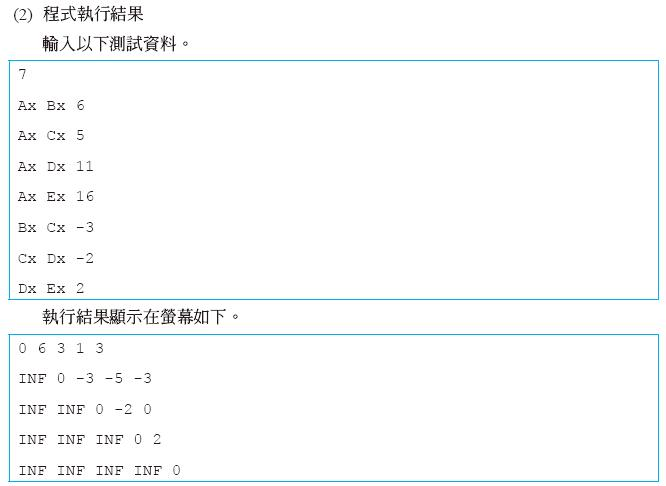 (2) 程式執行結果
輸入以下測試資料。
7
Ax Bx 6
Ax Cx 5
Ax Dx 11
Ax Ex 16
Bx Cx -3
Cx Dx -2
Dx Ex 2
執行結果顯示在螢幕如下。
0 6 3 1 3
INF 0 -3 -5 -3
INF INF 0 -2 0
INF INF INF 0 2
INF INF INF INF 0